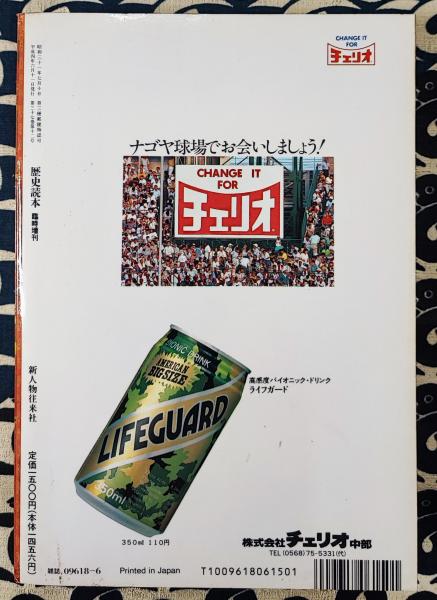 CHANGE IT
FOR
チェリオ
ナゴヤ球場でお会いしましょう!
CHANGE IT
FOR
チェリオ
BIONIC DRINK
AMERICAN
BIG-SIZE
LIFEGUARD
350ml
高感度バイオニック・ドリンク
ライフガード
350ml 110円
株式会社チェリオ中部
TEL (0568)75-5331(代)
歴史読本 臨時増刊
新人物往来社
定価一五〇〇円(本体一四五六円)
雑誌 09618-6
Printed in Japan
T1009618061501